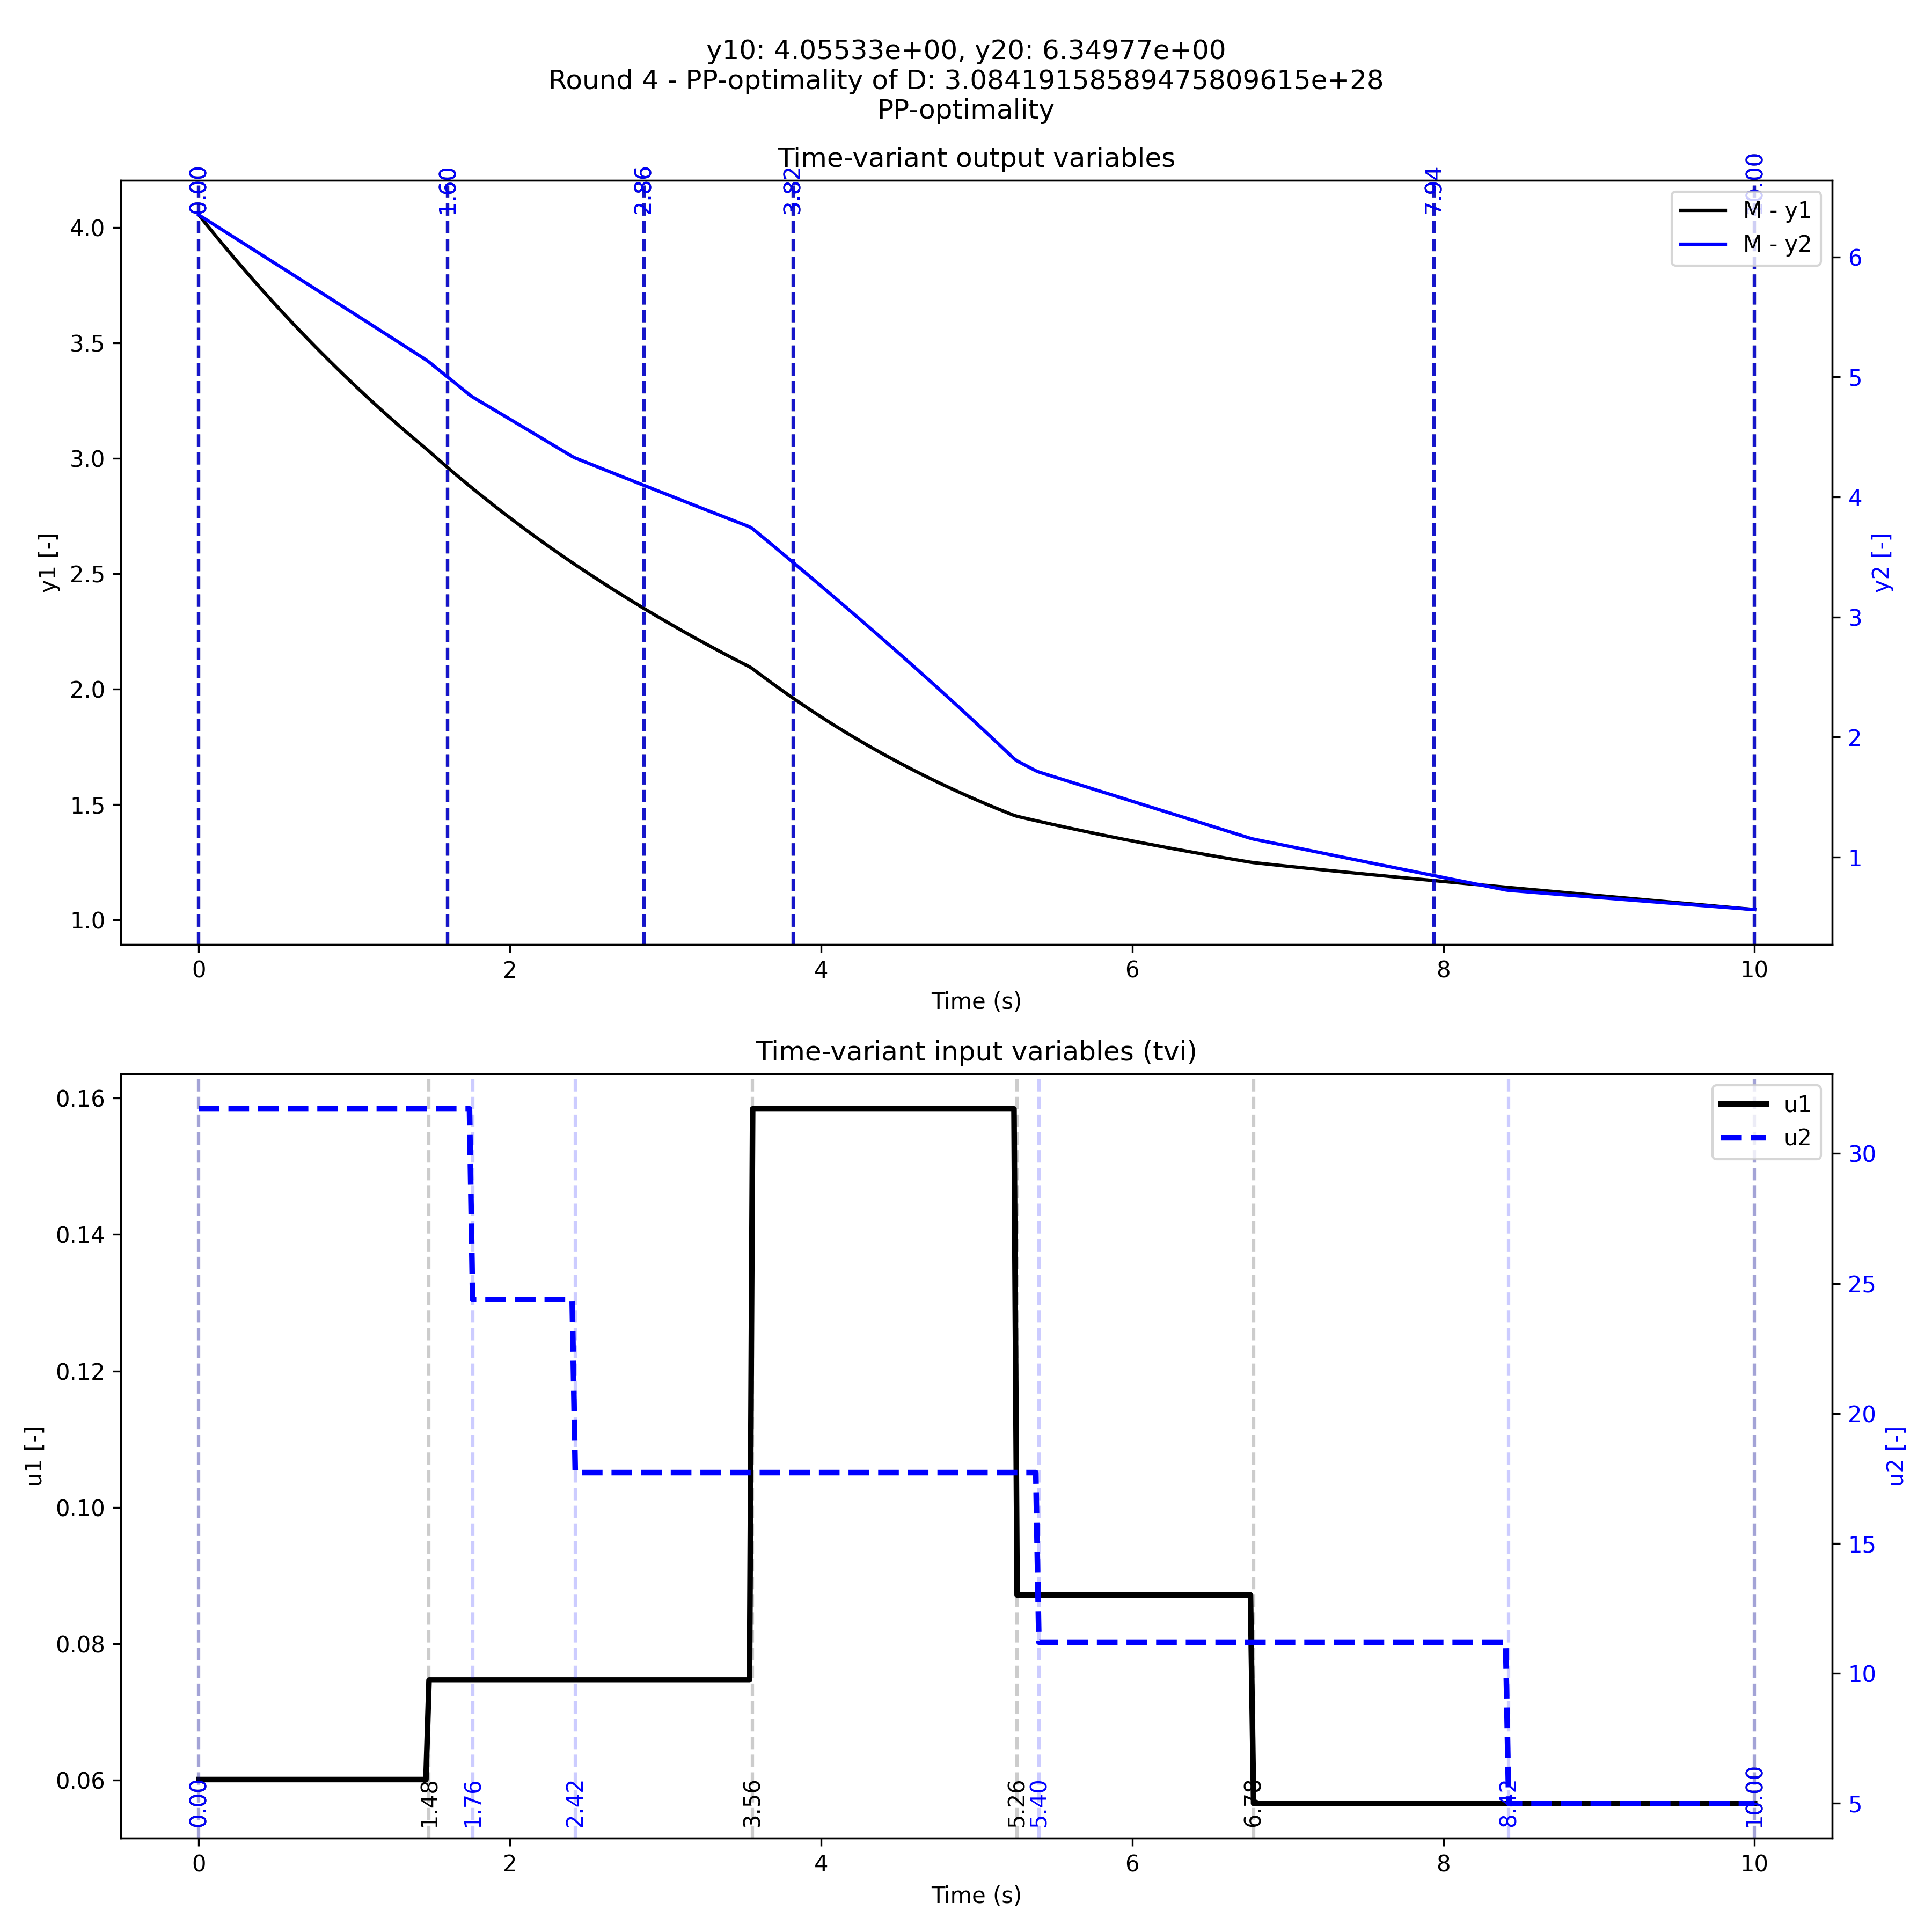 y10: 4.05533e+00, y20: 6.34977e+00
Round 4 - PP-optimality of D: 3.08419158589475809615e+28
PP-optimality
Time-variant output variables
0.00
1.60
2.86
3.82
7.94
M - y1
M - y2
4.0
3.5
3.0
2.5
2.0
1.5
1.0
y1 [-]
6
5
4
3
2
1
y2 [-]
0 2 4 6 8 10
Time (s)
Time-variant input variables (tvi)
u1
u2
0.16
0.14
0.12
0.10
0.08
0.06
u1 [-]
30
25
20
15
10
5
u2 [-]
0.00
1.48
1.76
2.42
3.56
5.26
5.40
6.78
8.42
10.00
0 2 4 6 8 10
Time (s)